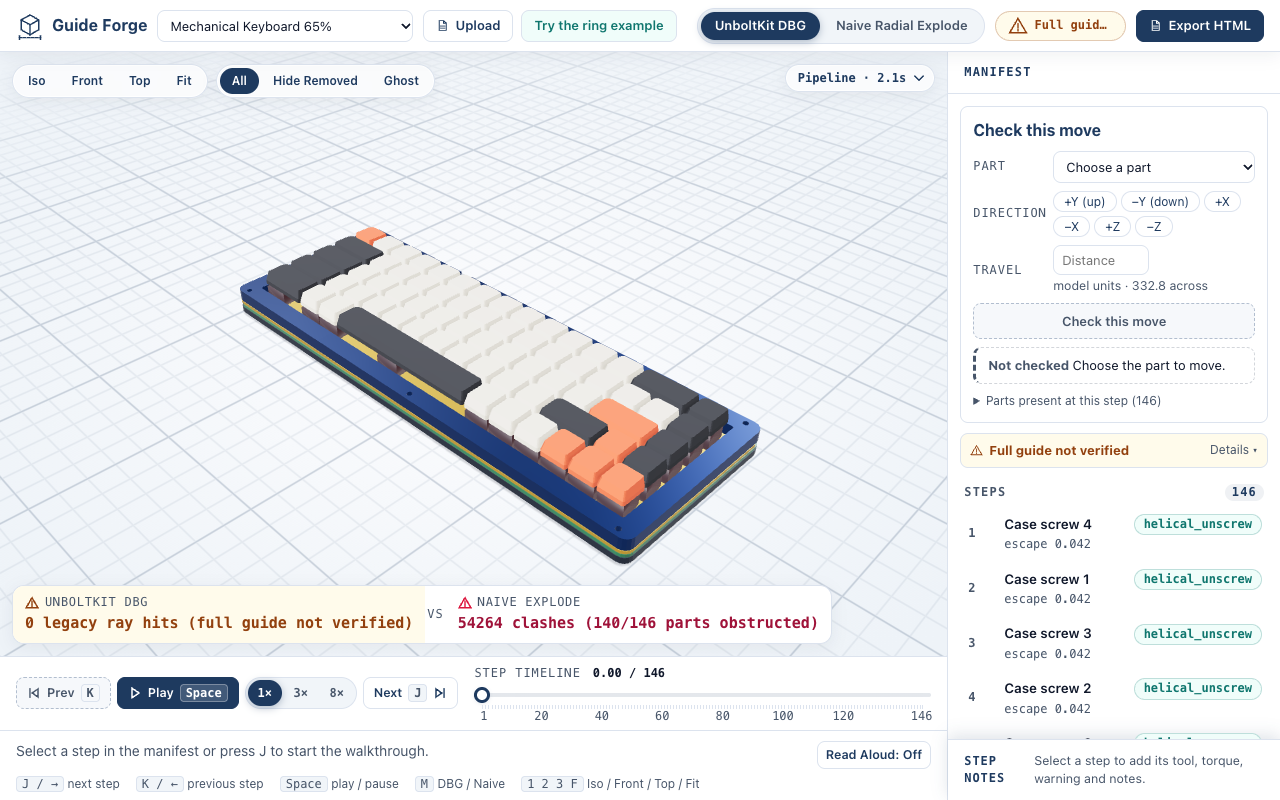 Guide Forge
Mechanical Keyboard 65%
Upload
Try the ring example
UnboltKit DBG
Naive Radial Explode
Full guid…
Export HTML
Iso
Front
Top
Fit
All
Hide Removed
Ghost
Pipeline · 2.1s
MANIFEST
Check this move
PART
Choose a part
DIRECTION
+Y (up)
−Y (down)
+X
−X
+Z
−Z
TRAVEL
Distance
model units · 332.8 across
Check this move
Not checked Choose the part to move.
Parts present at this step (146)
Full guide not verified
Details
STEPS
146
1
Case screw 4
escape 0.042
helical_unscrew
2
Case screw 1
escape 0.042
helical_unscrew
3
Case screw 3
escape 0.042
helical_unscrew
4
Case screw 2
escape 0.042
helical_unscrew
UNBOLTKIT DBG
0 legacy ray hits (full guide not verified)
VS
NAIVE EXPLODE
54264 clashes (140/146 parts obstructed)
Prev K
Play Space
1×
3×
8×
Next J
STEP TIMELINE 0.00 / 146
1 20 40 60 80 100 120 146
Select a step in the manifest or press J to start the walkthrough.
Read Aloud: Off
J / → next step
K / ← previous step
Space play / pause
M DBG / Naive
1 2 3 F Iso / Front / Top / Fit
STEP NOTES
Select a step to add its tool, torque,
warning and notes.